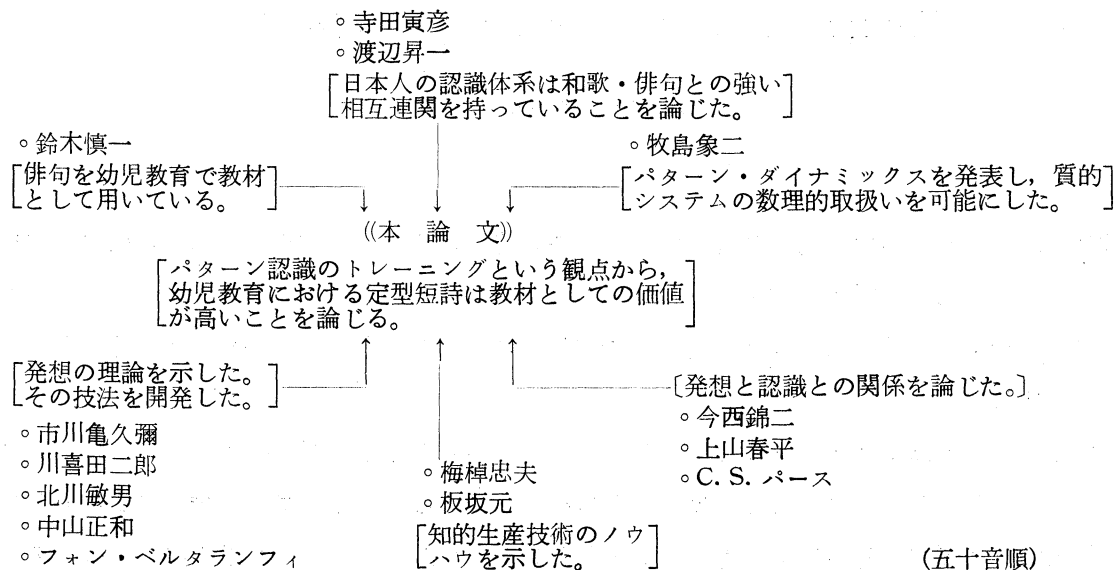 ○寺田寅彦
○渡辺昇一
[日本人の認識体系は和歌・俳句との強い
相互連関を持っていることを論じた。]
○鈴木慎一
[俳句を幼児教育で教材
として用いている。]
○牧島象二
[パターン・ダイナミックスを発表し,質的
システムの数理的取扱いを可能にした。]
((本 論 文))
[パターン認識のトレーニングという観点から,
幼児教育における定型短詩は教材としての価値
が高いことを論じる。]
[発想の理論を示した。
その技法を開発した。]
○市川亀久彌
○川喜田二郎
○北川敏男
○中山正和
○フォン・ベルタランフィ
○梅棹忠夫
○板坂元
[知的生産技術のノウ
ハウを示した。]
〔発想と認識との関係を論じた。〕
○今西錦二
○上山春平
○C. S. パース
(五十音順)